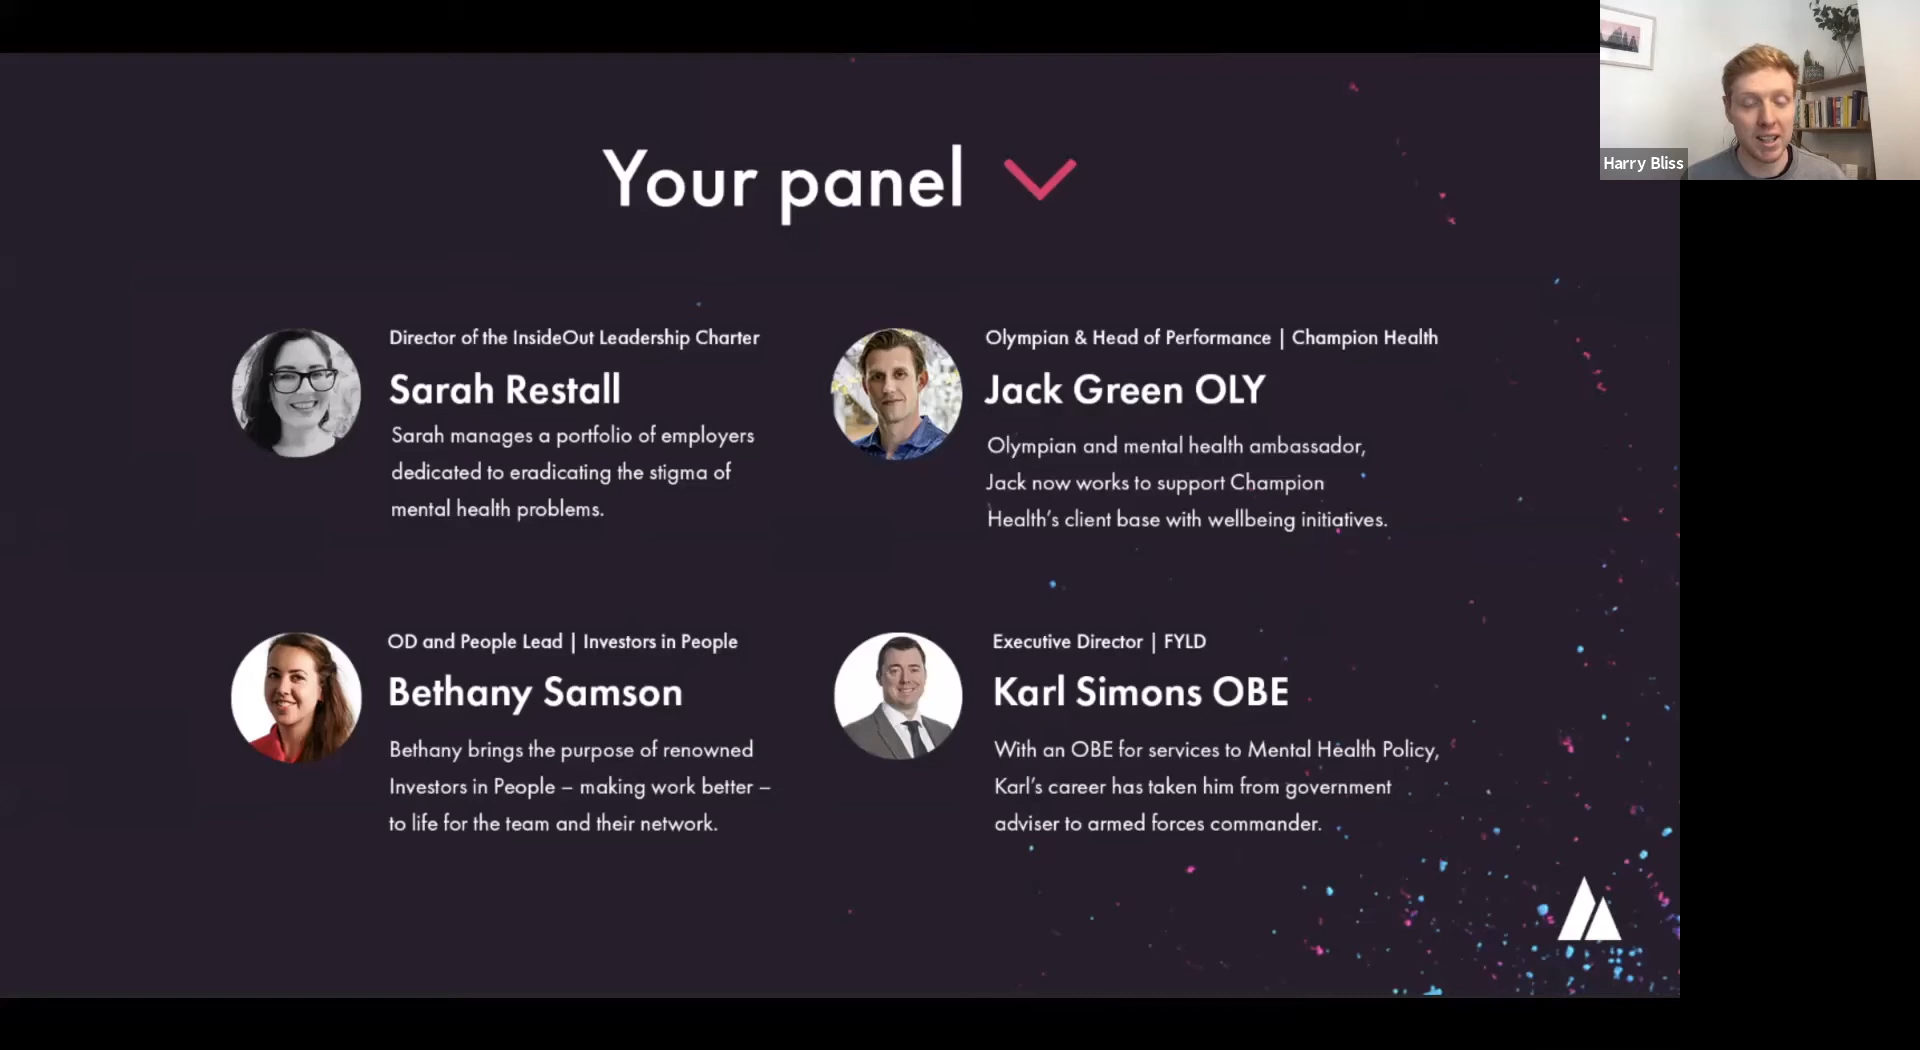 Your panel
Harry Bliss
Director of the InsideOut Leadership Charter
Sarah Restall
Sarah manages a portfolio of employers
dedicated to eradicating the stigma of
mental health problems.
Olympian & Head of Performance | Champion Health
Jack Green OLY
Olympian and mental health ambassador,
Jack now works to support Champion
Health’s client base with wellbeing initiatives.
OD and People Lead | Investors in People
Bethany Samson
Bethany brings the purpose of renowned
Investors in People – making work better –
to life for the team and their network.
Executive Director | FYLD
Karl Simons OBE
With an OBE for services to Mental Health Policy,
Karl’s career has taken him from government
adviser to armed forces commander.